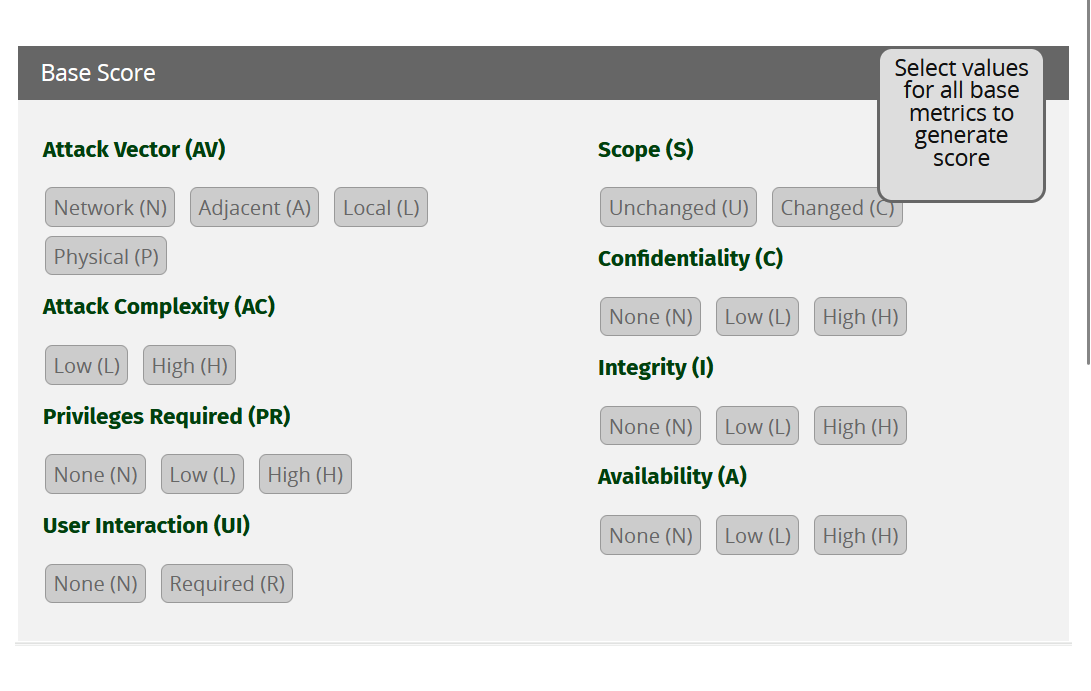 Base Score
Select values
for all base
metrics to
generate
score
Attack Vector (AV)
Network (N) Adjacent (A) Local (L)
Physical (P)
Attack Complexity (AC)
Low (L) High (H)
Privileges Required (PR)
None (N) Low (L) High (H)
User Interaction (UI)
None (N) Required (R)
Scope (S)
Unchanged (U) Changed (C)
Confidentiality (C)
None (N) Low (L) High (H)
Integrity (I)
None (N) Low (L) High (H)
Availability (A)
None (N) Low (L) High (H)